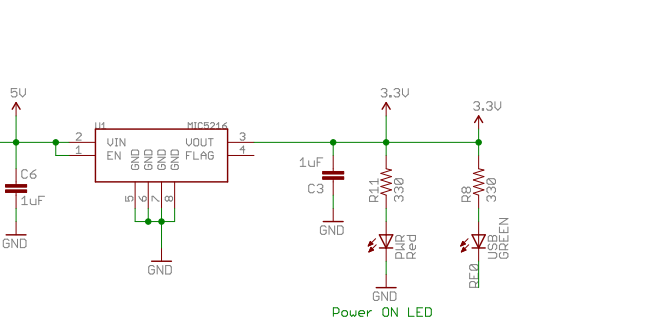 5V
3.3V
3.3V
U1
MIC5216
2
VIN
VOUT
3
1
EN
FLAG
4
GND
GND
GND
GND
5
6
7
8
C6
1uF
GND
GND
1uF
C3
GND
R11
330
R8
330
PWR
Red
USB
GREEN
RE0
GND
Power ON LED